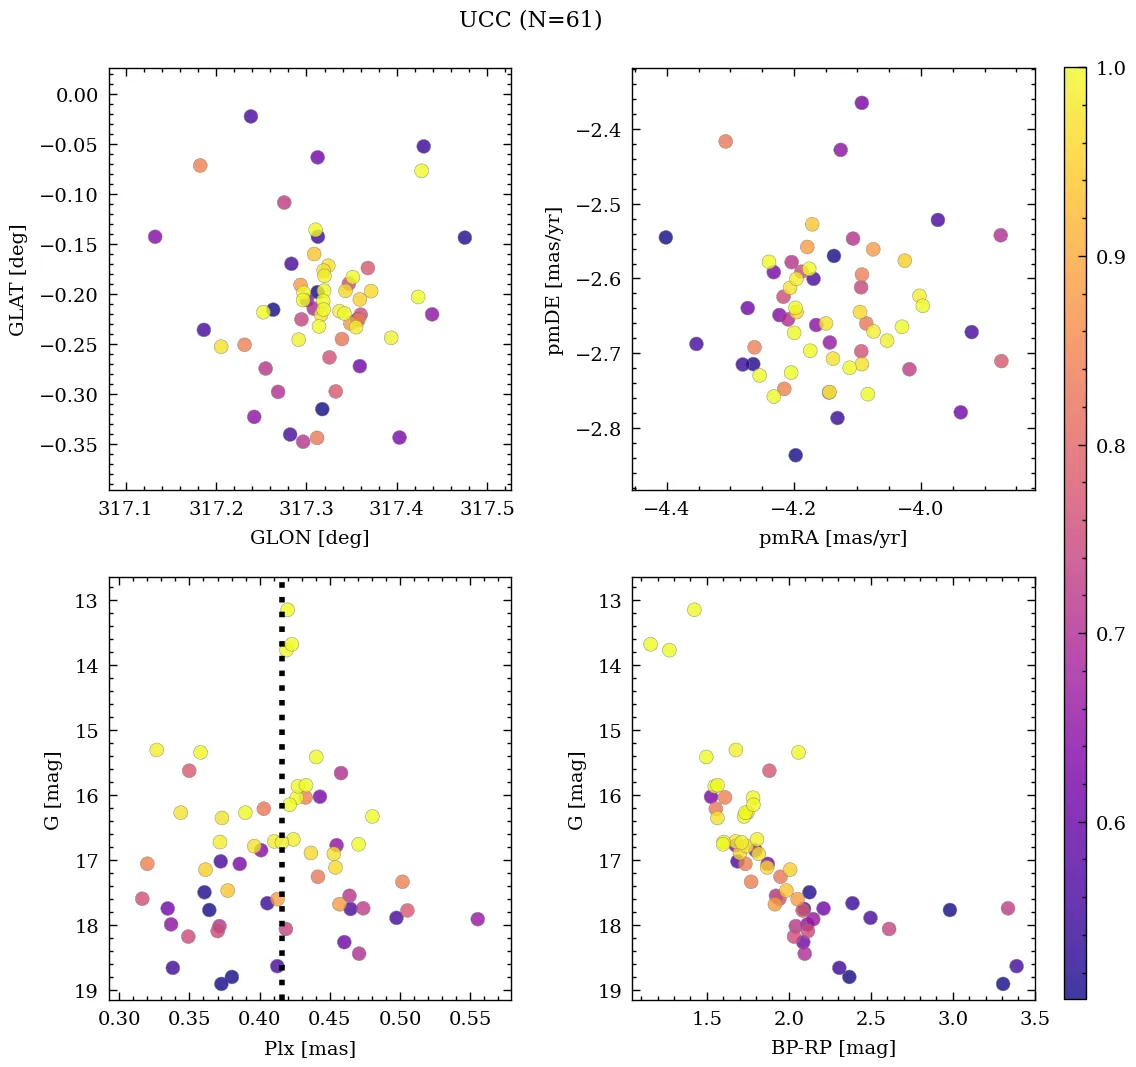 UCC (N=61)
0.00
−0.05
−0.10
−0.15
−0.20
−0.25
−0.30
−0.35
GLAT [deg]
317.1 317.2 317.3 317.4 317.5
GLON [deg]
−2.4
−2.5
−2.6
−2.7
−2.8
pmDE [mas/yr]
−4.4 −4.2 −4.0
pmRA [mas/yr]
13
14
15
16
17
18
19
G [mag]
0.30 0.35 0.40 0.45 0.50 0.55
Plx [mas]
13
14
15
16
17
18
19
G [mag]
1.5 2.0 2.5 3.0 3.5
BP-RP [mag]
1.0
0.9
0.8
0.7
0.6